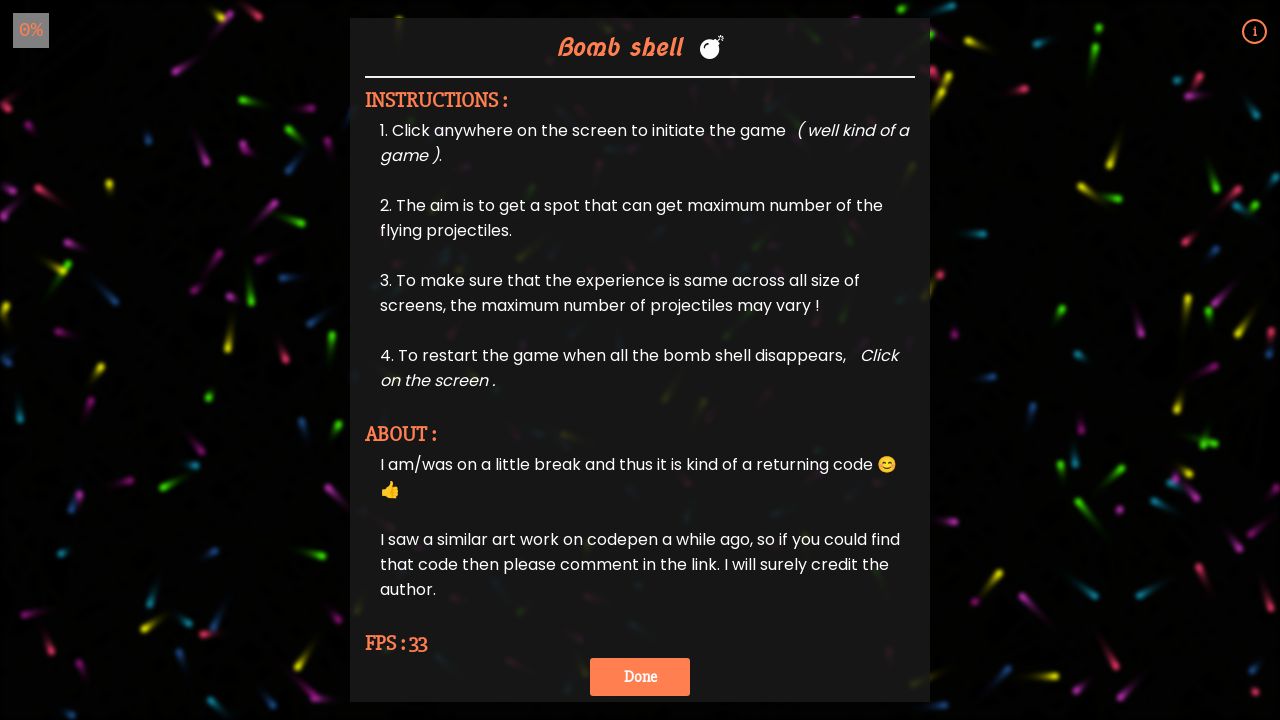 0%
i
Bomb shell 💣
INSTRUCTIONS :
1. Click anywhere on the screen to initiate the game ( well kind of a
game ).
2. The aim is to get a spot that can get maximum number of the
flying projectiles.
3. To make sure that the experience is same across all size of
screens, the maximum number of projectiles may vary !
4. To restart the game when all the bomb shell disappears, Click
on the screen .
ABOUT :
I am/was on a little break and thus it is kind of a returning code 😊
👍
I saw a similar art work on codepen a while ago, so if you could find
that code then please comment in the link. I will surely credit the
author.
FPS : 33
Done